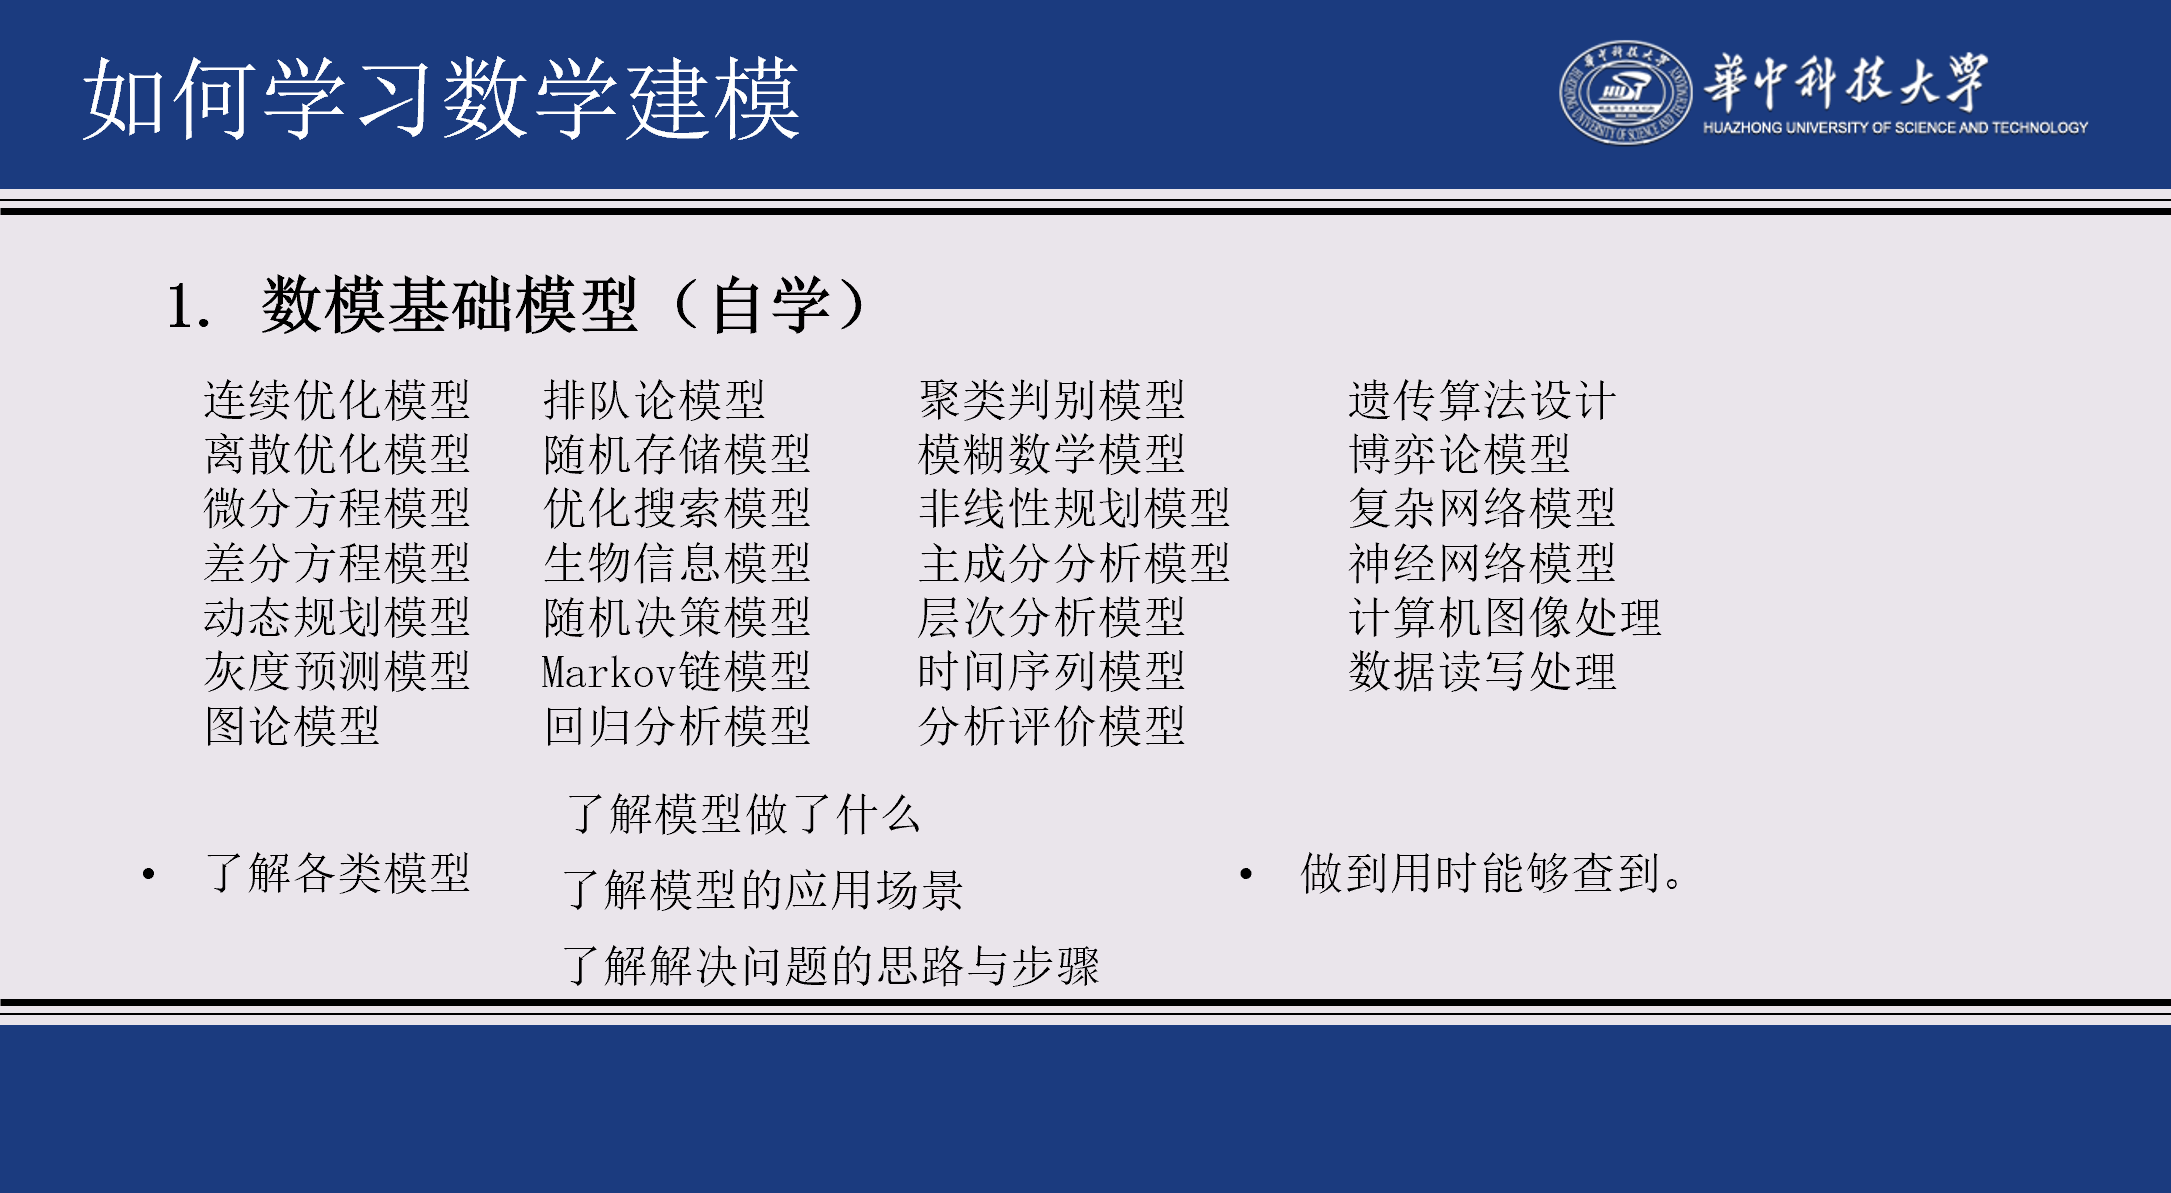 如何学习数学建模
華中科技大学
HUAZHONG UNIVERSITY OF SCIENCE AND TECHNOLOGY
1. 数模基础模型（自学）
连续优化模型 排队论模型 聚类判别模型 遗传算法设计
离散优化模型 随机存储模型 模糊数学模型 博弈论模型
微分方程模型 优化搜索模型 非线性规划模型 复杂网络模型
差分方程模型 生物信息模型 主成分分析模型 神经网络模型
动态规划模型 随机决策模型 层次分析模型 计算机图像处理
灰度预测模型 Markov链模型 时间序列模型 数据读写处理
图论模型 回归分析模型 分析评价模型
了解模型做了什么
• 了解各类模型
了解模型的应用场景
• 做到用时能够查到。
了解解决问题的思路与步骤